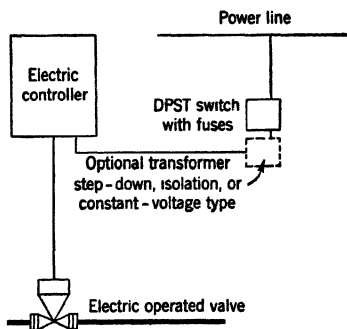 Power line
Electric
controller
DPST switch
with fuses
Optional transformer
step-down, isolation, or
constant-voltage type
Electric operated valve